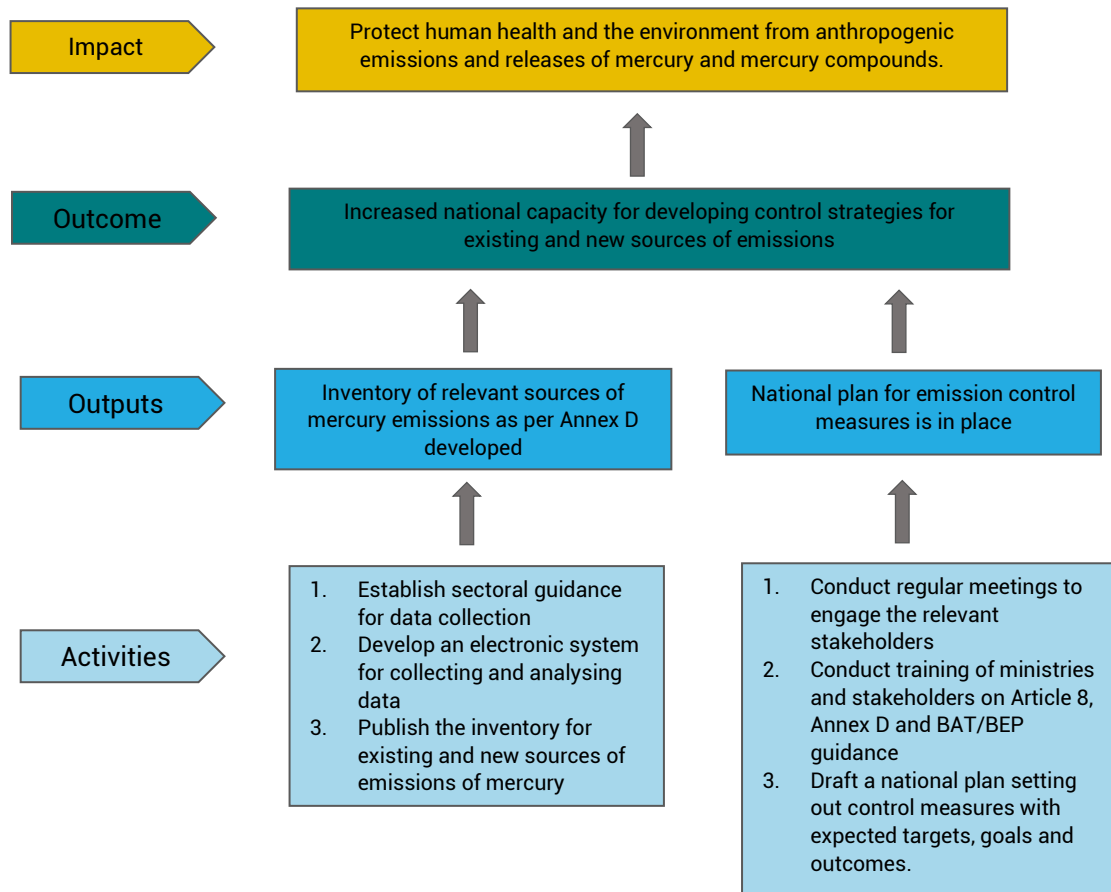 Impact
Protect human health and the environment from anthropogenic
emissions and releases of mercury and mercury compounds.
Outcome
Increased national capacity for developing control strategies for
existing and new sources of emissions
Outputs
Inventory of relevant sources of
mercury emissions as per Annex D
developed
National plan for emission control
measures is in place
Activities
1. Establish sectoral guidance
for data collection
2. Develop an electronic system
for collecting and analysing
data
3. Publish the inventory for
existing and new sources of
emissions of mercury
1. Conduct regular meetings to
engage the relevant
stakeholders
2. Conduct training of ministries
and stakeholders on Article 8,
Annex D and BAT/BEP
guidance
3. Draft a national plan setting
out control measures with
expected targets, goals and
outcomes.